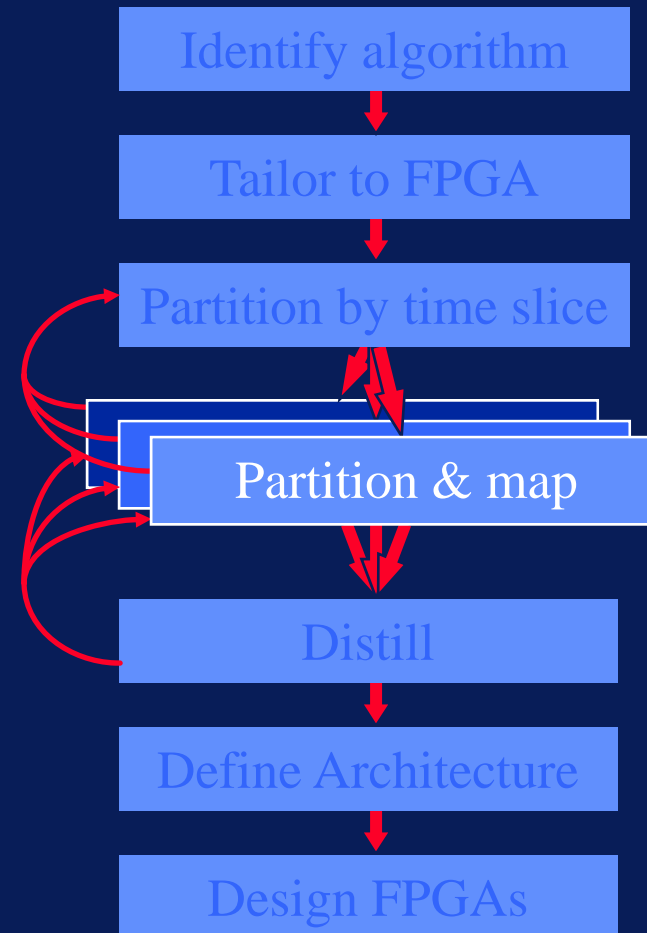 Identify algorithm
Tailor to FPGA
Partition by time slice
Partition & map
Distill
Define Architecture
Design FPGAs